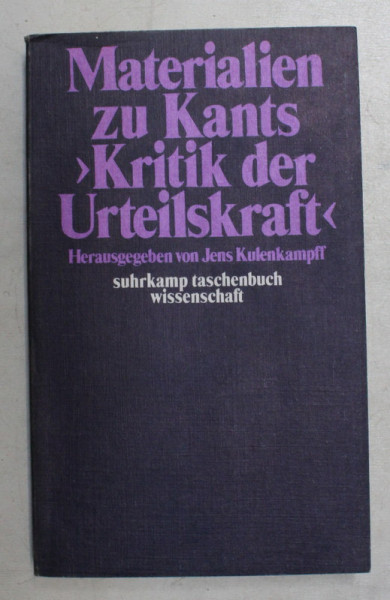 Materialien
zu Kants
›Kritik der
Urteilskraft‹
Herausgegeben von Jens Kulenkampff
suhrkamp taschenbuch
wissenschaft